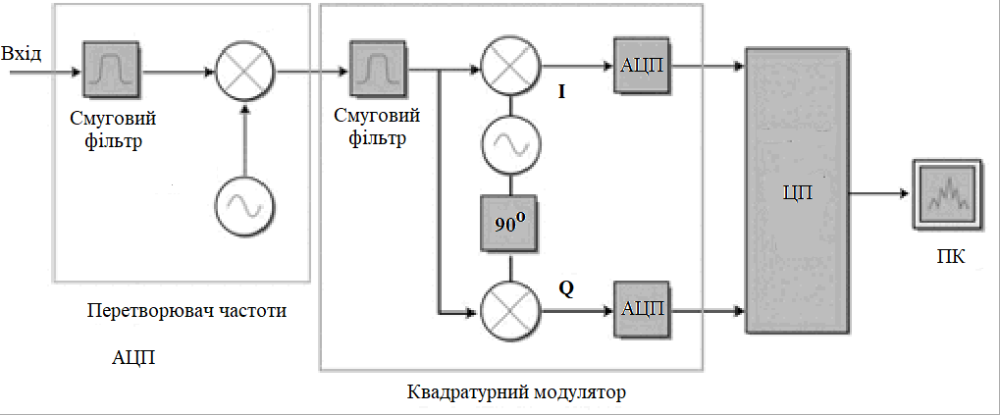 Вхід
Смуговий
фільтр
Перетворювач частоти
АЦП
Смуговий
фільтр
I
АЦП
90⁰
Q
АЦП
Квадратурний модулятор
ЦП
ПК